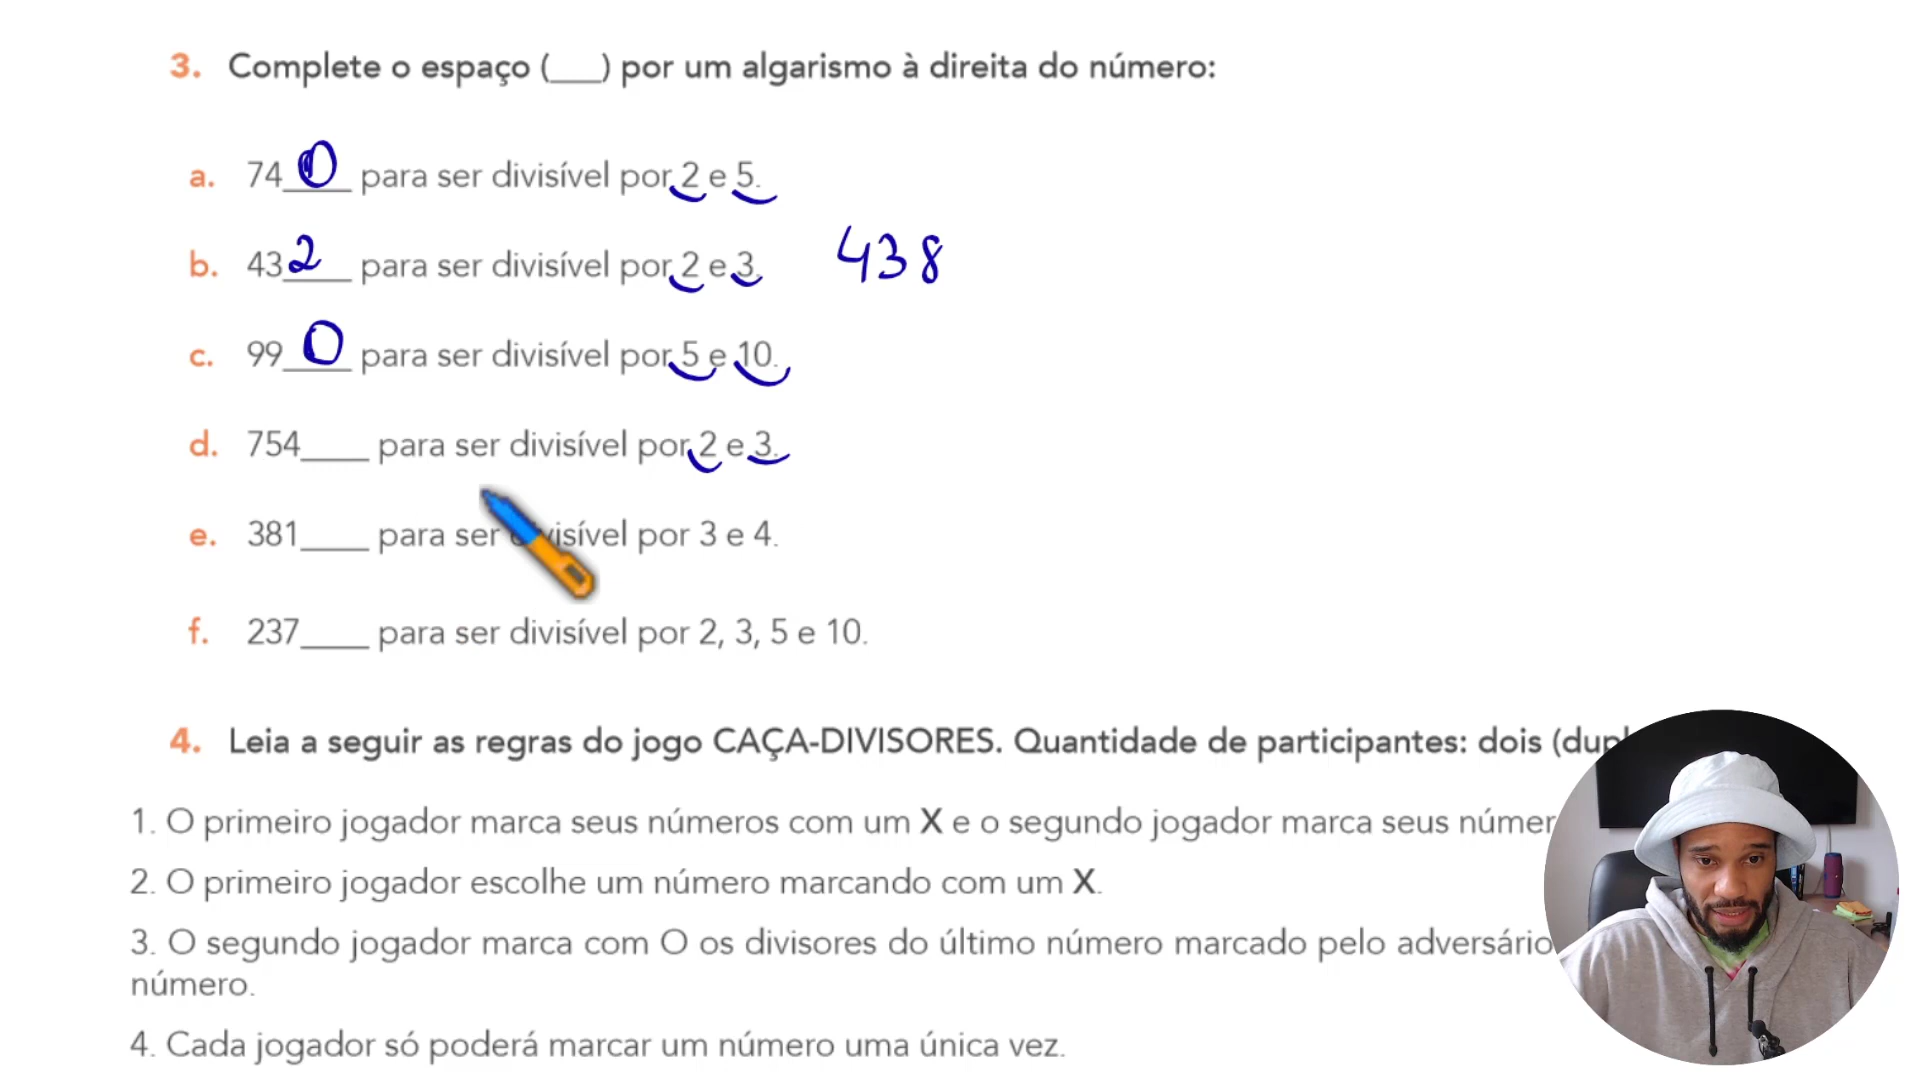 3. Complete o espaço (___) por um algarismo à direita do número:
a. 74 0 para ser divisível por 2 e 5.
b. 43 2 para ser divisível por 2 e 3. 438
c. 99 0 para ser divisível por 5 e 10.
d. 754____ para ser divisível por 2 e 3.
e. 381____ para ser divisível por 3 e 4.
f. 237____ para ser divisível por 2, 3, 5 e 10.
4. Leia a seguir as regras do jogo CAÇA-DIVISORES. Quantidade de participantes: dois
1. O primeiro jogador marca seus números com um X e o segundo jogador marca seus
2. O primeiro jogador escolhe um número marcando com um X.
3. O segundo jogador marca com O os divisores do último número marcado pelo adversário
número.
4. Cada jogador só poderá marcar um número uma única vez.